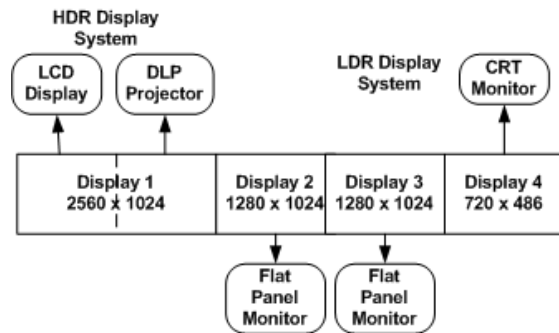 HDR Display
System
LCD
Display
DLP
Projector
LDR Display
System
CRT
Monitor
Display 1
2560 x 1024
Display 2
1280 x 1024
Display 3
1280 x 1024
Display 4
720 x 486
Flat
Panel
Monitor
Flat
Panel
Monitor